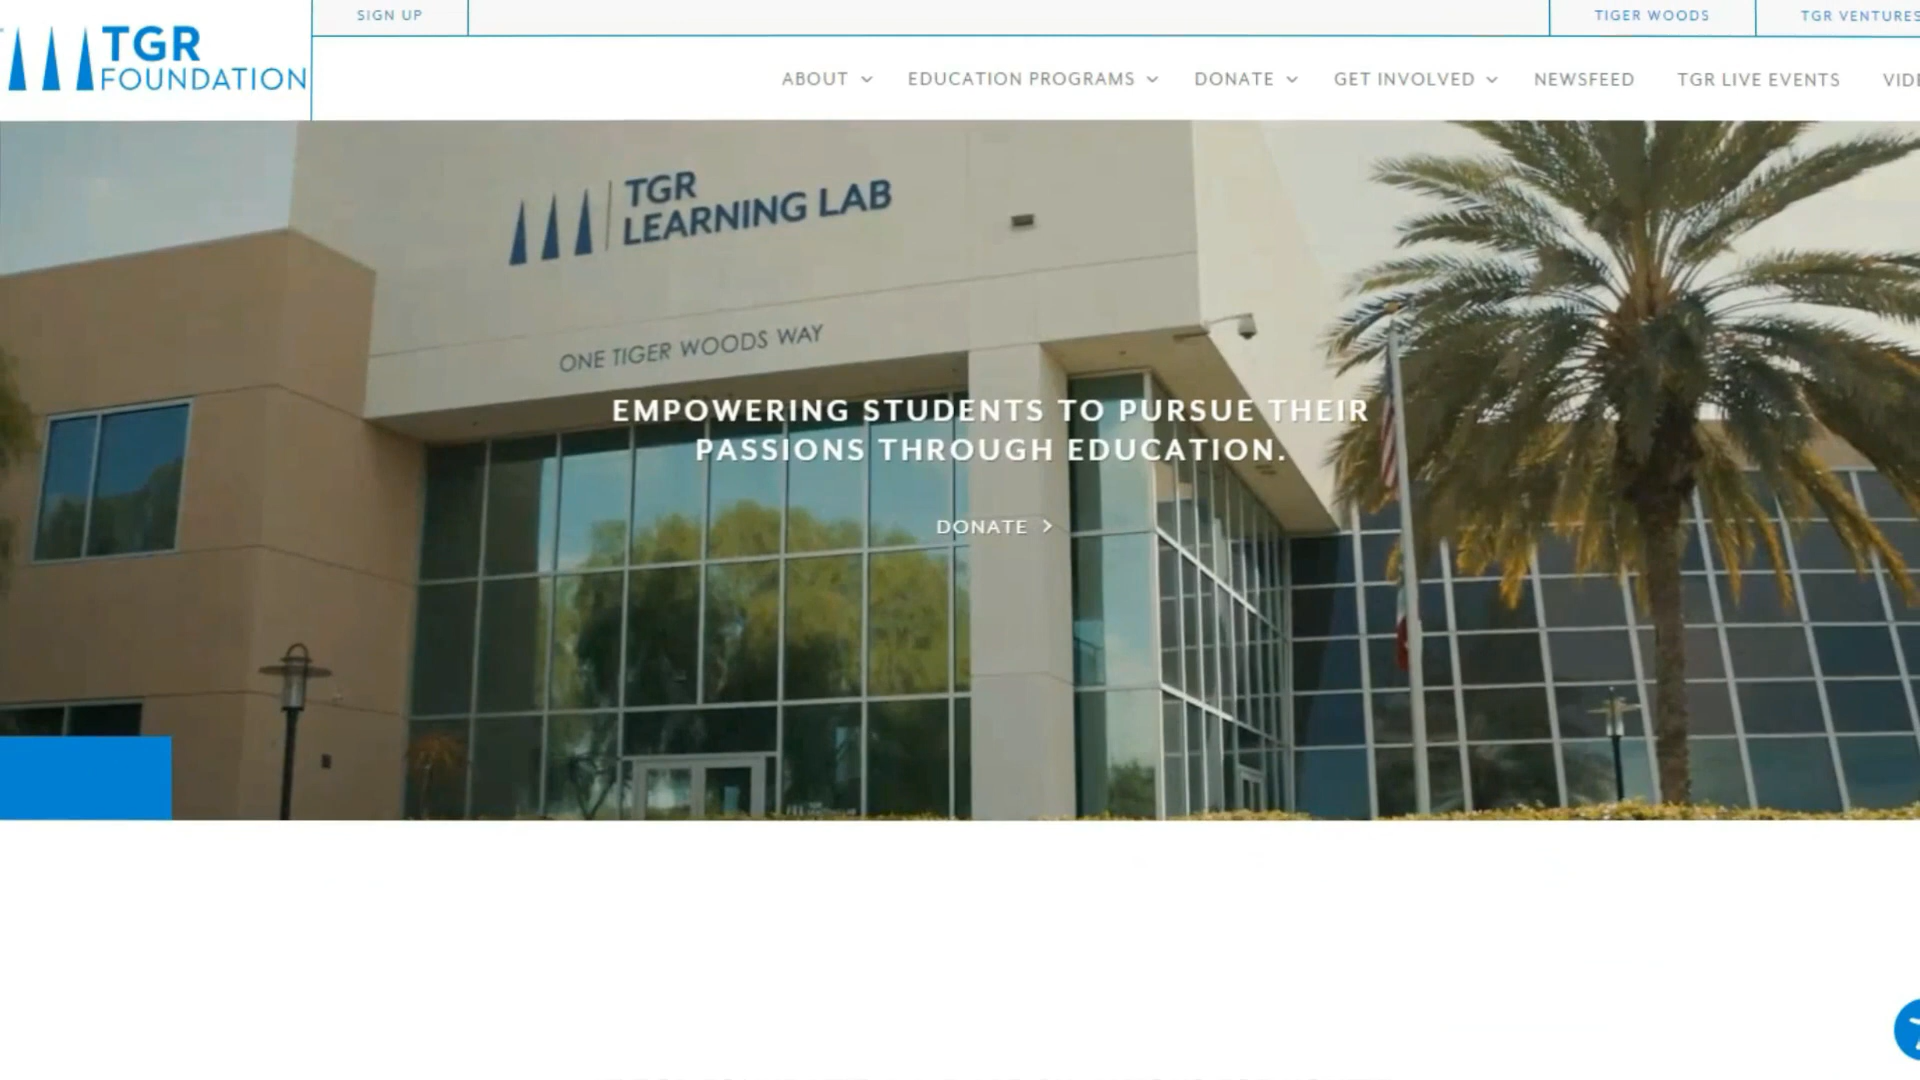 SIGN UP
TIGER WOODS
TGR VENTURES
TGR
FOUNDATION
ABOUT
EDUCATION PROGRAMS
DONATE
GET INVOLVED
NEWSFEED
TGR LIVE EVENTS
TGR
LEARNING LAB
ONE TIGER WOODS WAY
EMPOWERING STUDENTS TO PURSUE THEIR
PASSIONS THROUGH EDUCATION.
DONATE